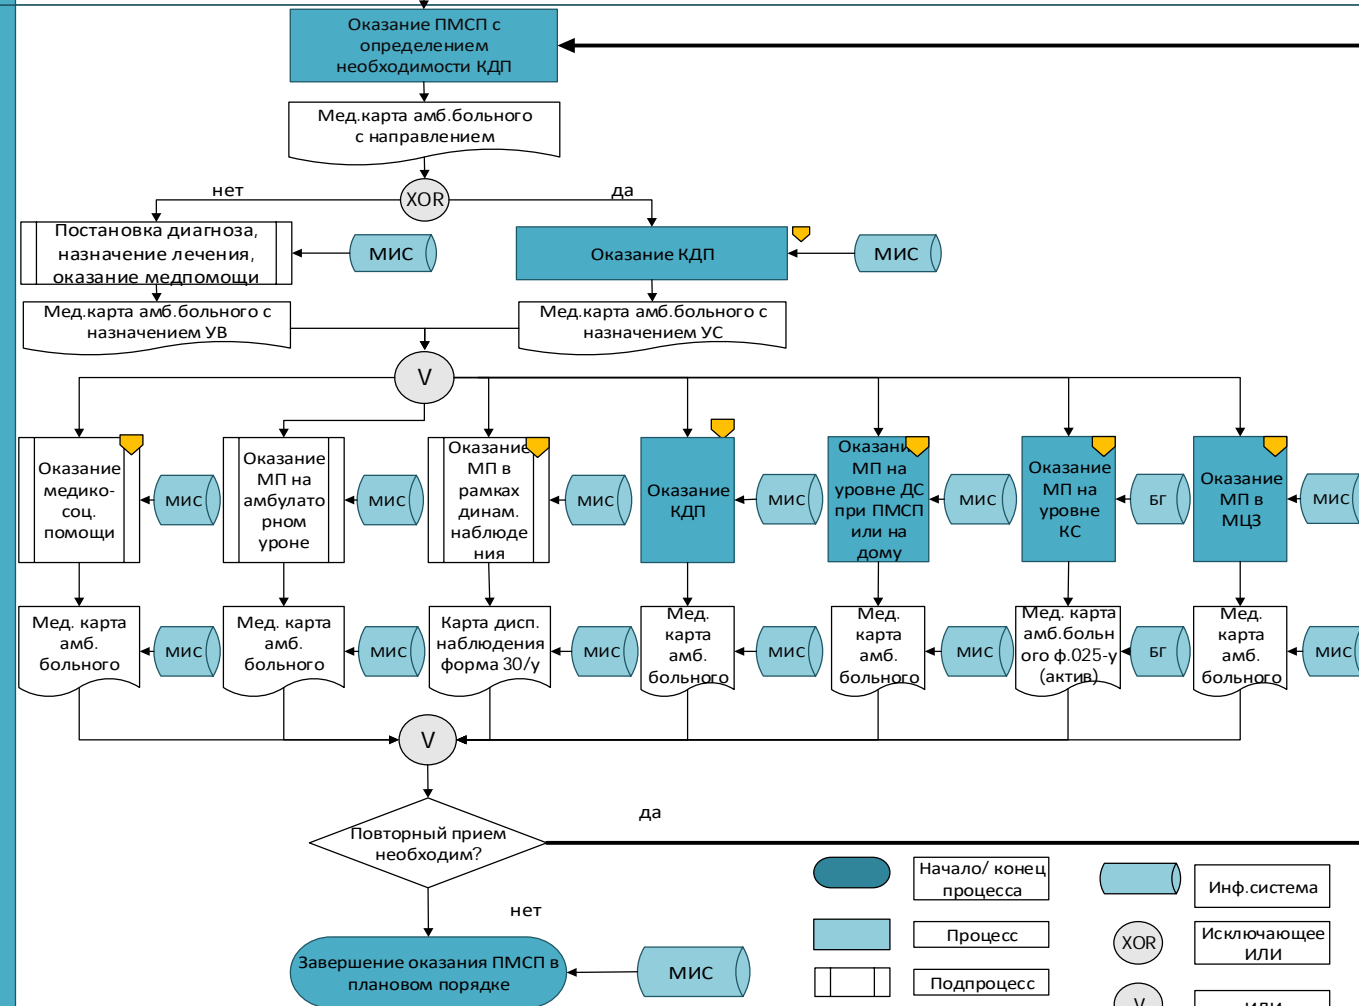 Оказание ПМСП с
определением
необходимости КДП
Мед.карта амб.больного
с направлением
нет
XOR
да
Постановка диагноза,
назначение лечения,
оказание медпомощи
МИС
Оказание КДП
МИС
Мед.карта амб.больного с
назначением УВ
Мед.карта амб.больного с
назначением УС
V
Оказание
медико-
соц.
помощи
МИС
Оказание
МП на
амбулато
рном
уроне
МИС
Оказание
МП в
рамках
динам.
наблюде
ния
МИС
Оказание
КДП
МИС
Оказание
МП на
уровне ДС
при ПМСП
или на
дому
МИС
Оказание
МП на
уровне
КС
БГ
Оказание
МП в
МЦЗ
МИС
Мед. карта
амб.
больного
МИС
Мед. карта
амб.
больного
МИС
Карта дисп.
наблюдения
форма 30/у
МИС
Мед.
карта
амб.
больного
МИС
Мед.
карта
амб.
больного
МИС
Мед. карта
амб.больн
ого ф.025-у
(актив)
БГ
Мед.
карта
амб.
больного
МИС
V
Повторный прием
необходим?
да
нет
Завершение оказания ПМСП в
плановом порядке
МИС
Начало/ конец
процесса
Процесс
Подпроцесс
Инф.система
XOR
Исключающее
ИЛИ
V
ИЛИ